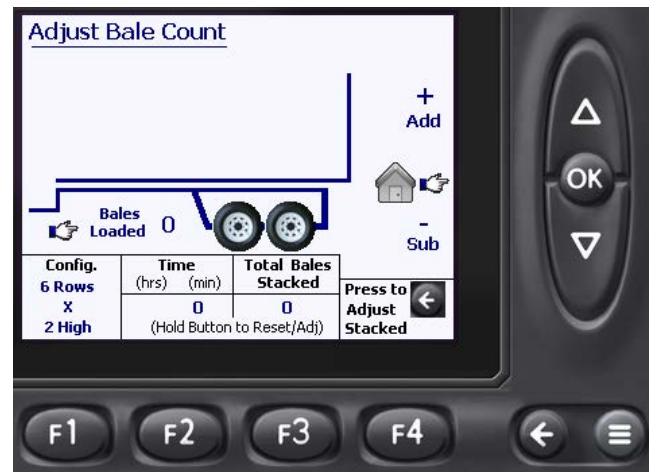 Adjust Bale Count
+
Add
OK
Bales
Loaded 0
-
Sub
Config.
6 Rows
X
2 High
Time
(hrs) (min)
0
Total Bales
Stacked
0
(Hold Button to Reset/Adj)
Press to
Adjust
Stacked
F1 F2 F3 F4